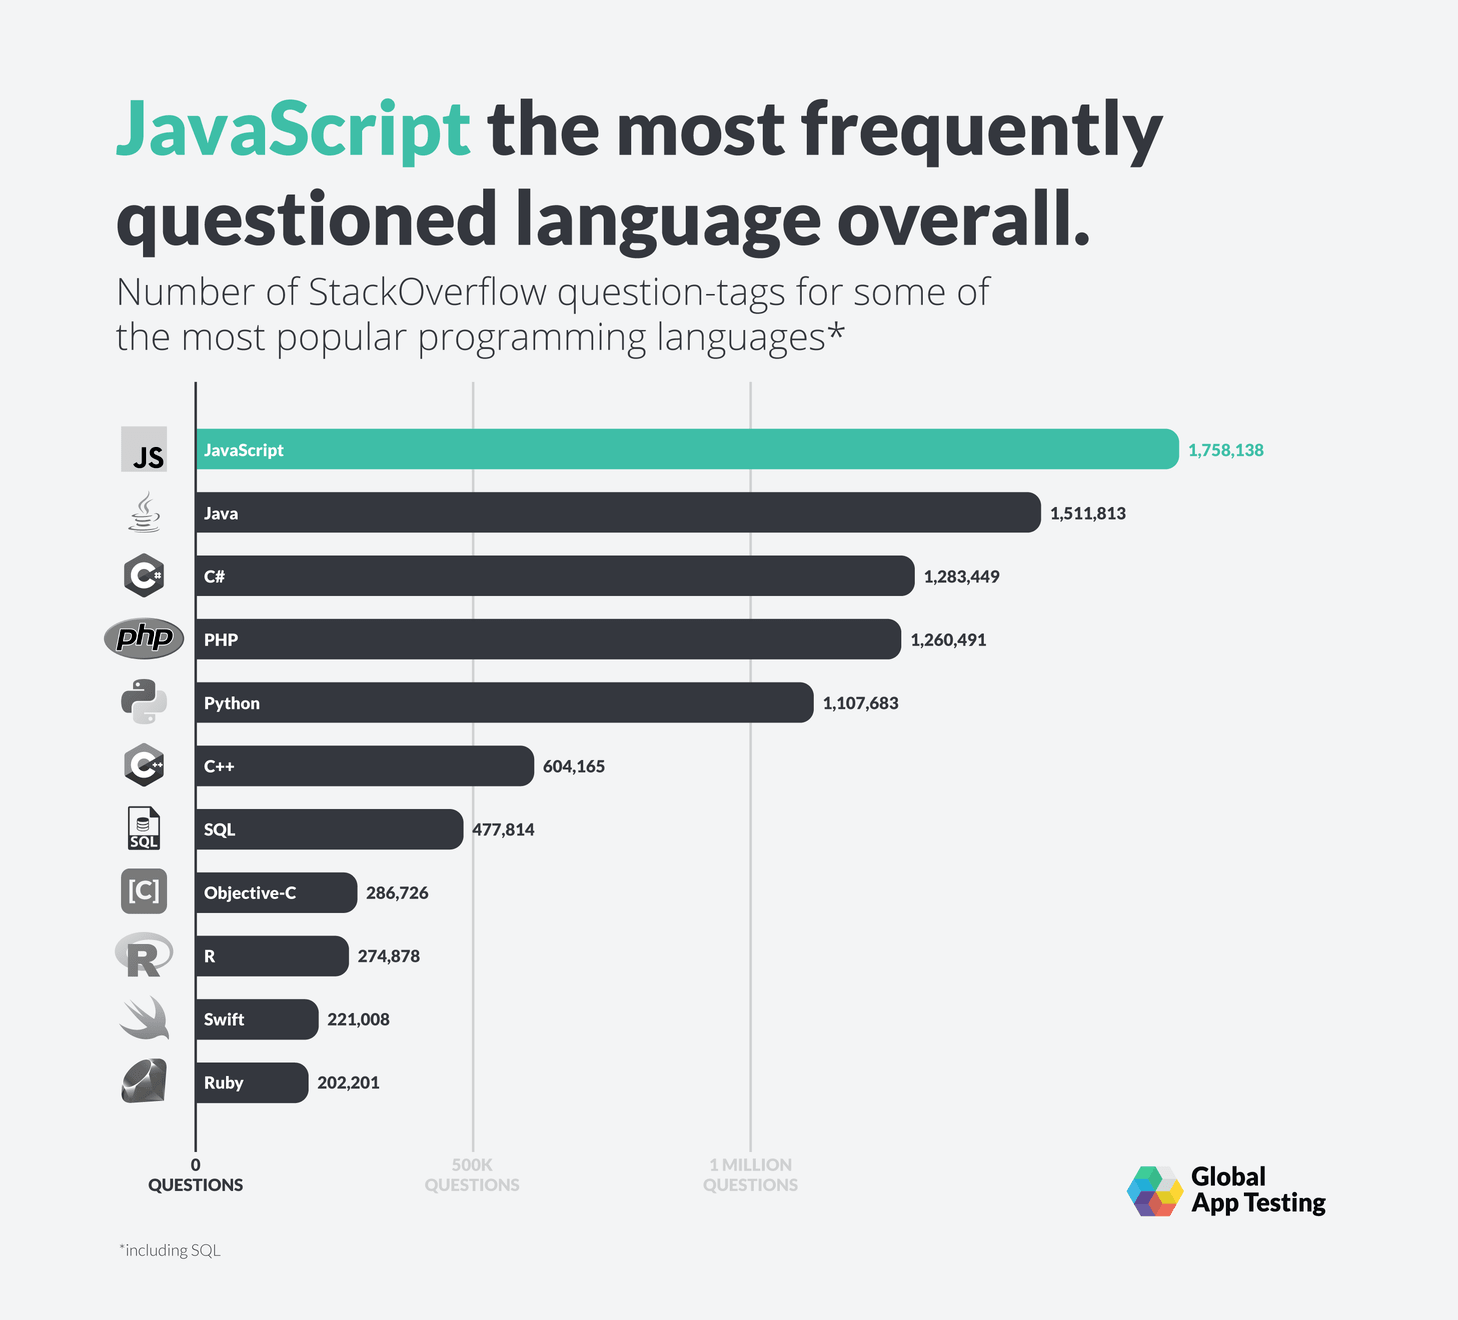 JavaScript the most frequently
questioned language overall.
Number of StackOverflow question-tags for some of
the most popular programming languages*
JS JavaScript 1,758,138
Java 1,511,813
C# C# 1,283,449
php PHP 1,260,491
Python 1,107,683
C++ C++ 604,165
SQL SQL 477,814
[C] Objective-C 286,726
R R 274,878
Swift 221,008
Ruby 202,201
0 500K 1 MILLION
QUESTIONS QUESTIONS QUESTIONS
Global
App Testing
*including SQL